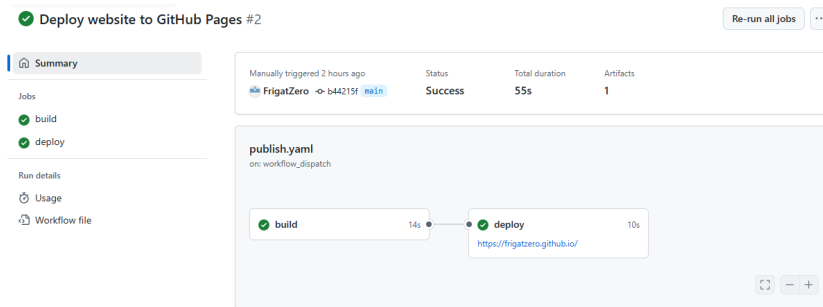 Deploy website to GitHub Pages #2
Re-run all jobs
Summary
Jobs
build
deploy
Run details
Usage
Workflow file
Manually triggered 2 hours ago
FrigatZero b44215f main
Status
Success
Total duration
55s
Artifacts
1
publish.yaml
on: workflow_dispatch
build 14s
deploy 10s
https://frigatzero.github.io/